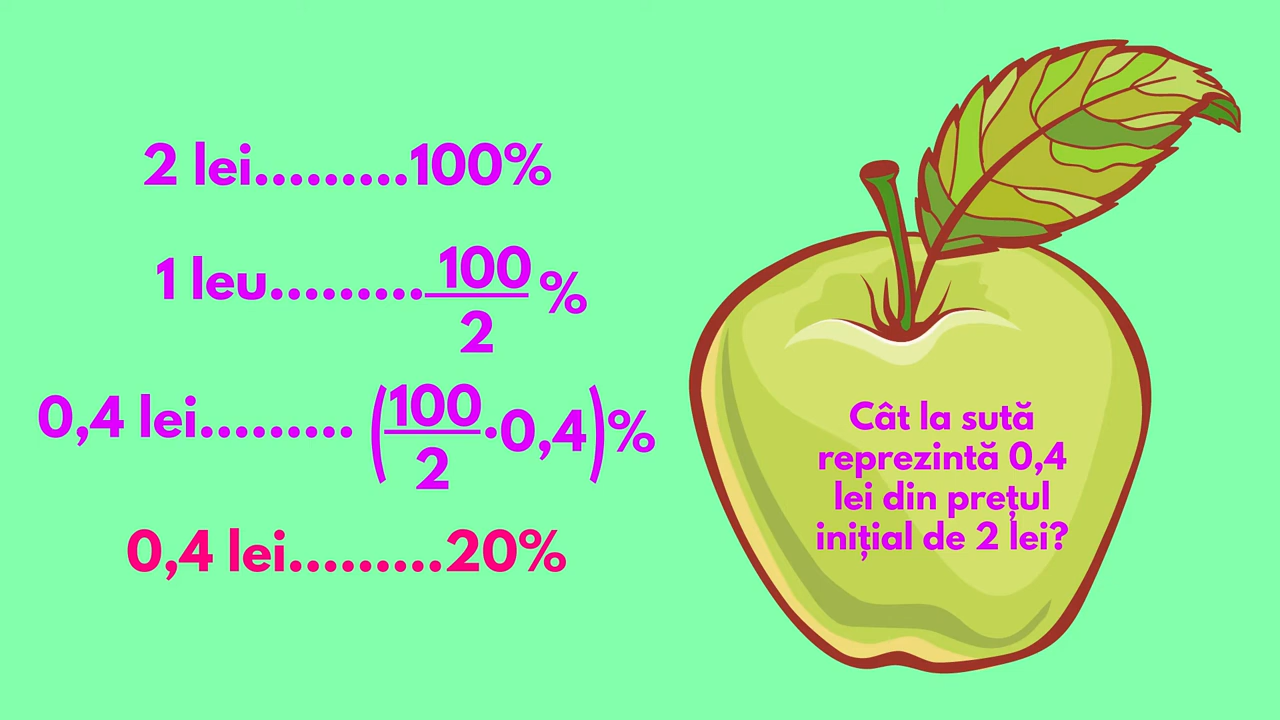 2 lei.........100%
1 leu.........100/2 %
0,4 lei......... (100/2·0,4)%
0,4 lei.........20%
Cât la sută
reprezintă 0,4
lei din prețul
inițial de 2 lei?